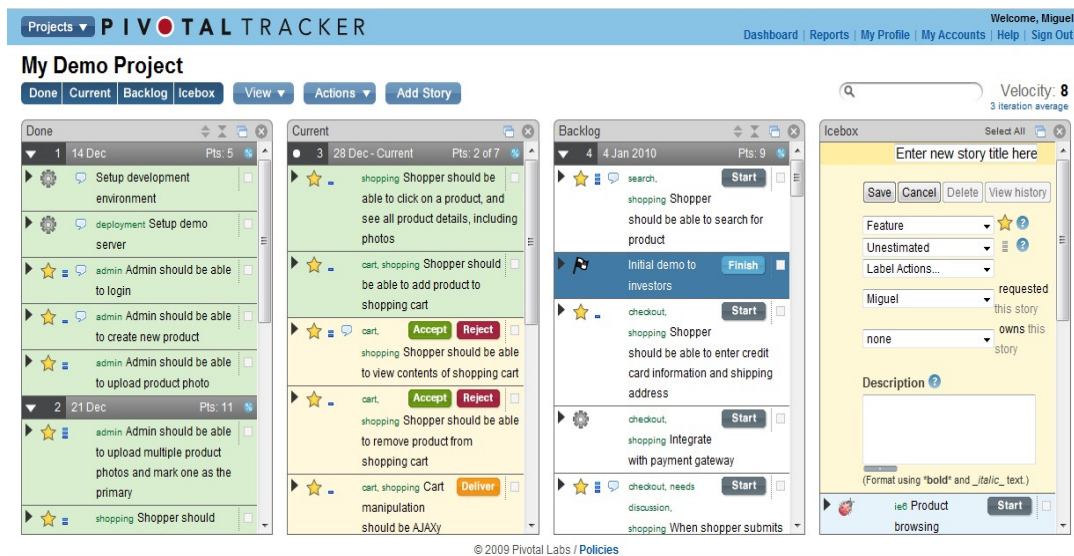 Projects PIVOTAL TRACKER
Welcome, Miguel
Dashboard | Reports | My Profile | My Accounts | Help | Sign Out
My Demo Project
Done Current Backlog Icebox View Actions Add Story
Velocity: 8
3 iteration average
Done
1 14 Dec Pts: 5
Setup development
environment
deployment Setup demo
server
admin Admin should be able
to login
admin Admin should be able
to create new product
admin Admin should be able
to upload product photo
2 21 Dec Pts: 11
admin Admin should be able
to upload multiple product
photos and mark one as the
primary
shopping Shopper should
Current
3 28 Dec - Current Pts: 2 of 7
shopping Shopper should be
able to click on a product, and
see all product details, including
photos
cart, shopping Shopper should
be able to add product to
shopping cart
cart, Accept Reject
shopping Shopper should be able
to view contents of shopping cart
cart, Accept Reject
shopping Shopper should be able
to remove product from
shopping cart
cart, shopping Cart Deliver
manipulation
should be AJAXy
Backlog
4 4 Jan 2010 Pts: 9
search, Start
shopping Shopper
should be able to search for
product
Initial demo to Finish
investors
checkout, Start
shopping Shopper
should be able to enter credit
card information and shipping
address
checkout, Start
shopping Integrate
with payment gateway
checkout, needs Start
discussion,
shopping When shopper submits
Icebox Select All
Enter new story title here
Save Cancel Delete View history
Feature
Unestimated
Label Actions...
Miguel requested
this story
none owns this
story
Description
(Format using *bold* and _italic_ text.)
ie6 Product Start
browsing
© 2009 Pivotal Labs / Policies